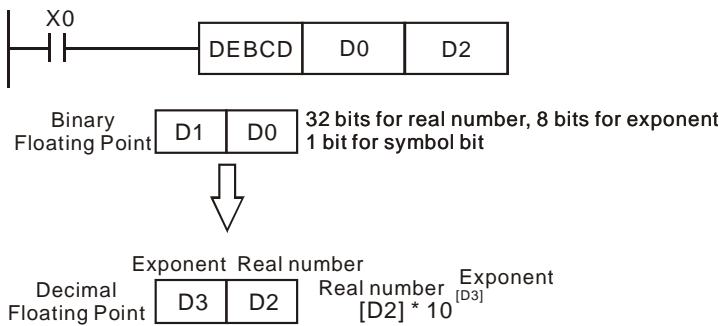 X0
DEBCD D0 D2
Binary
Floating Point
D1 D0
32 bits for real number, 8 bits for exponent
1 bit for symbol bit
Exponent Real number
Decimal
Floating Point
D3 D2
Real number Exponent
[D2] * 10 [D3]